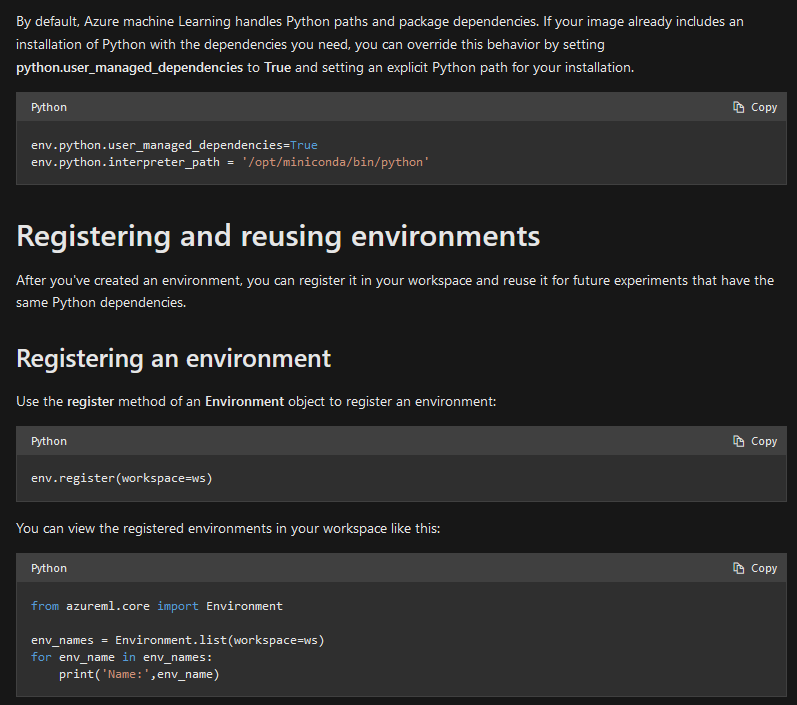 By default, Azure machine Learning handles Python paths and package dependencies. If your image already includes an
installation of Python with the dependencies you need, you can override this behavior by setting
python.user_managed_dependencies to True and setting an explicit Python path for your installation.
Python
Copy
env.python.user_managed_dependencies=True
env.python.interpreter_path = '/opt/miniconda/bin/python'
Registering and reusing environments
After you've created an environment, you can register it in your workspace and reuse it for future experiments that have the
same Python dependencies.
Registering an environment
Use the register method of an Environment object to register an environment:
Python
Copy
env.register(workspace=ws)
You can view the registered environments in your workspace like this:
Python
Copy
from azureml.core import Environment
env_names = Environment.list(workspace=ws)
for env_name in env_names:
    print('Name:',env_name)